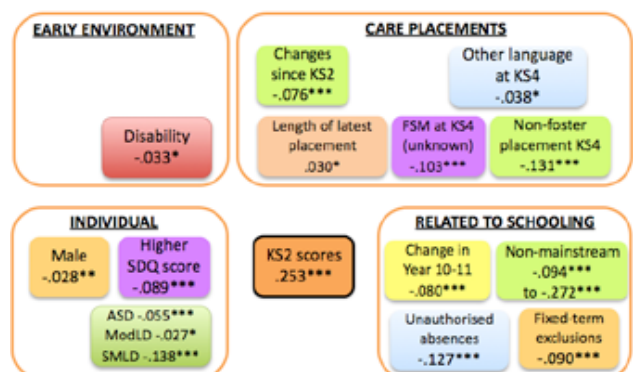 EARLY ENVIRONMENT
Disability
-.033*
CARE PLACEMENTS
Changes
since KS2
-.076***
Other language
at KS4
-.038*
Length of latest
placement
.030*
FSM at KS4
(unknown)
-.103***
Non-foster
placement KS4
-.131***
INDIVIDUAL
Male
-.028**
Higher
SDQ score
-.089***
ASD -.055***
ModLD -.027*
SMLD -.138***
KS2 scores
.253***
RELATED TO SCHOOLING
Change in
Year 10-11
-.080***
Non-mainstream
-.094***
to -.272***
Unauthorised
absences
-.127***
Fixed-term
exclusions
-.090***